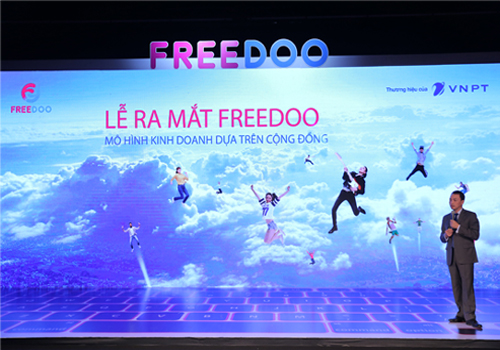 FREEDOO
FREEDOO
Thương hiệu của VNPT
LỄ RA MẮT FREEDOO
MÔ HÌNH KINH DOANH DỰA TRÊN CỘNG ĐỒNG